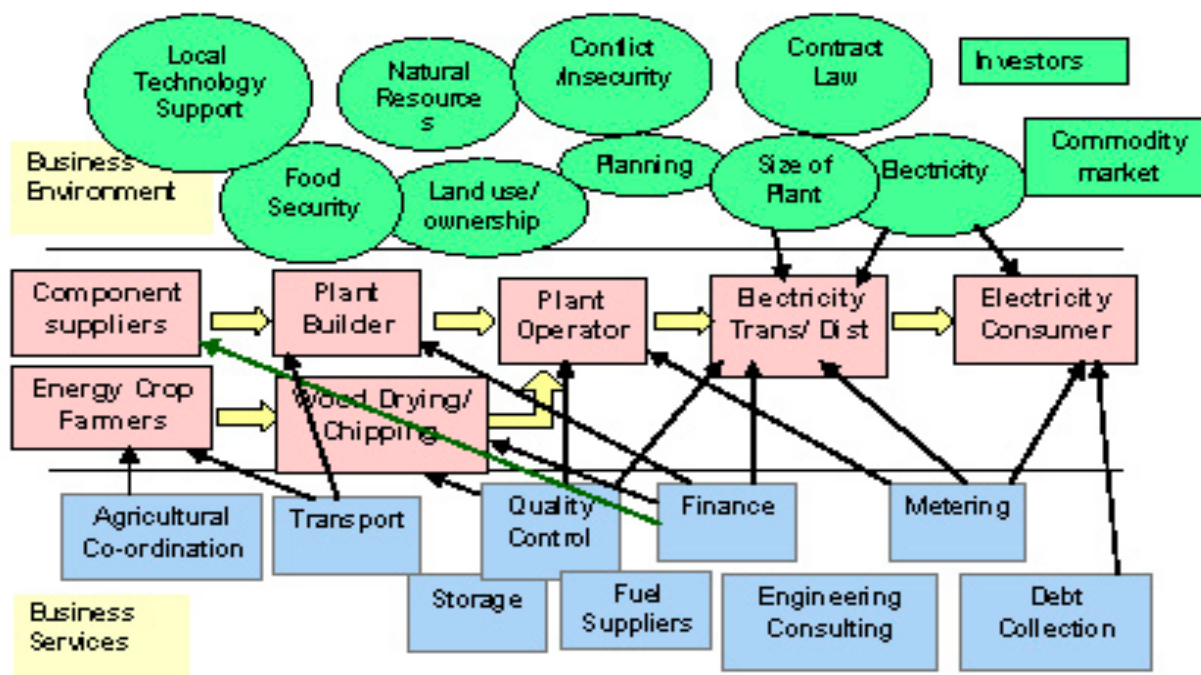 Local
Technology
Support
Natural
Resource
s
Conflict
/Insecurity
Contract
Law
Investors
Business
Environment
Food
Security
Land use/
ownership
Planning
Size of
Plant
Electricity
Commodity
market
Component
suppliers
Plant
Builder
Plant
Operator
Electricity
Trans/ Dist
Electricity
Consumer
Energy Crop
Farmers
Wood Drying/
Chipping
Agricultural
Co-ordination
Transport
Quality
Control
Finance
Metering
Storage
Fuel
Suppliers
Engineering
Consulting
Debt
Collection
Business
Services